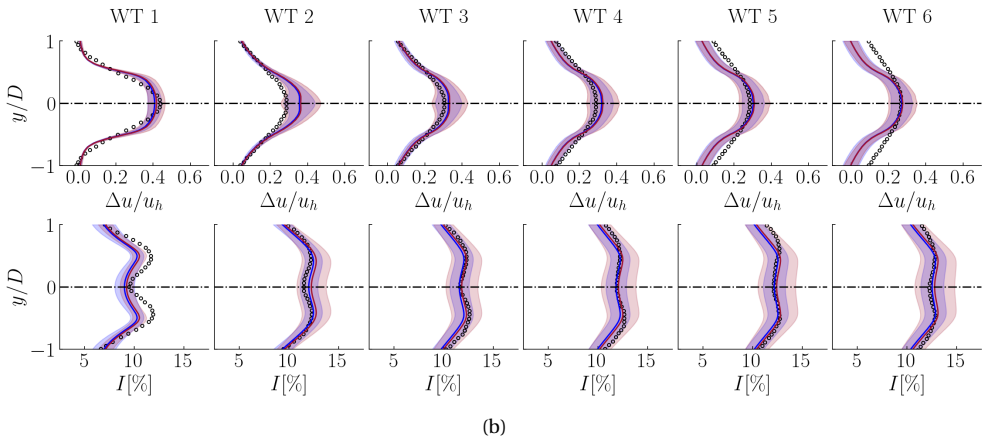 WT 1 WT 2 WT 3 WT 4 WT 5 WT 6
1
y/D
0
−1
0.0 0.2 0.4 0.6 0.0 0.2 0.4 0.6 0.0 0.2 0.4 0.6 0.0 0.2 0.4 0.6 0.0 0.2 0.4 0.6 0.0 0.2 0.4 0.6
Δu/u_h Δu/u_h Δu/u_h Δu/u_h Δu/u_h Δu/u_h
1
y/D
0
−1
5 10 15 5 10 15 5 10 15 5 10 15 5 10 15 5 10 15
I[%] I[%] I[%] I[%] I[%] I[%]
(b)